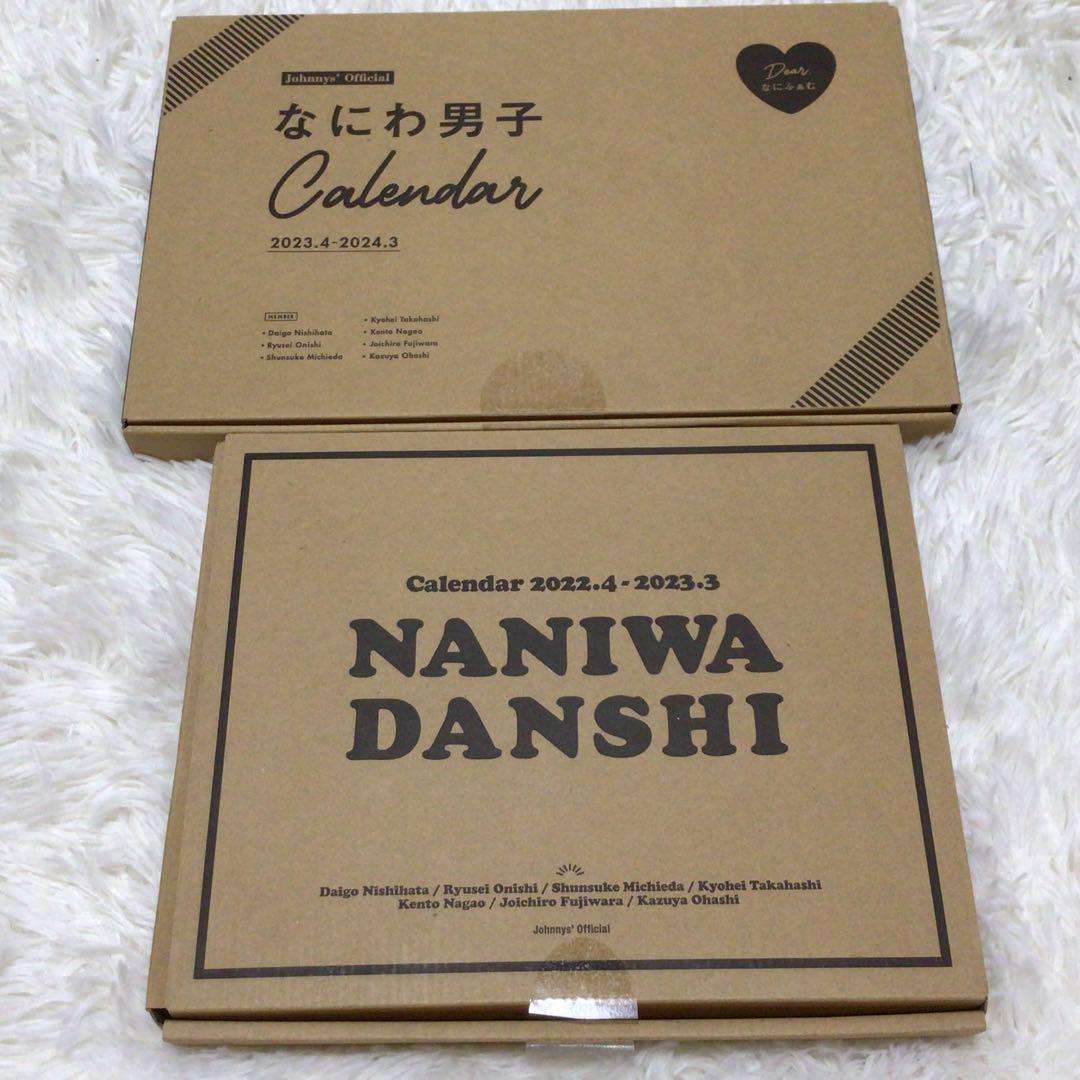 Johnnys' Official
なにわ男子
Calendar
2023.4-2024.3
Dear
なにふぁむ
MEMBER
• Daigo Nishihata
• Ryusei Onishi
• Shunsuke Michieda
• Kyohei Takahashi
• Kento Nagao
• Joichiro Fujiwara
• Kazuya Ohashi
Calendar 2022.4-2023.3
NANIWA
DANSHI
Daigo Nishihata / Ryusei Onishi / Shunsuke Michieda / Kyohei Takahashi
Kento Nagao / Joichiro Fujiwara / Kazuya Ohashi
Johnnys' Official